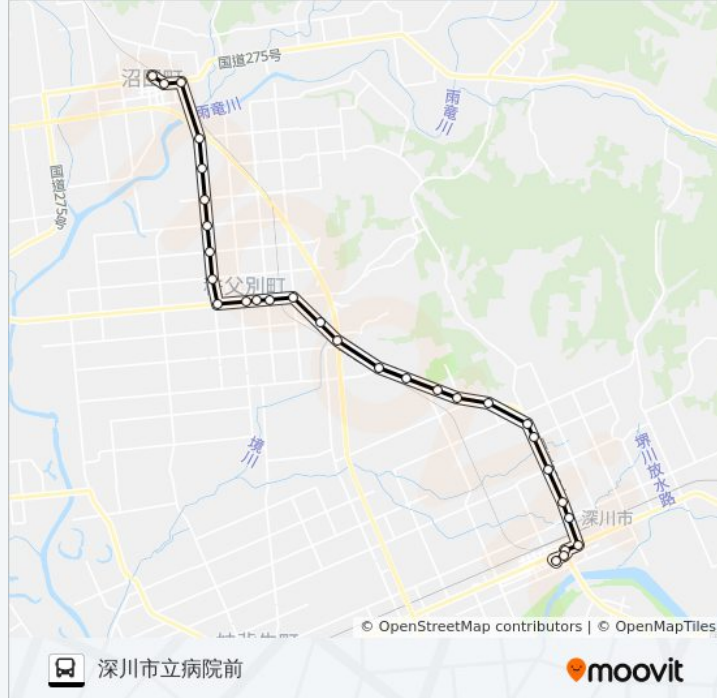 国道275号
沼田町
雨竜川
雨竜川
国道275号
秩父別町
境川
堺川放水路
深川市
© OpenStreetMap contributors | © OpenMapTiles
深川市立病院前
moovit